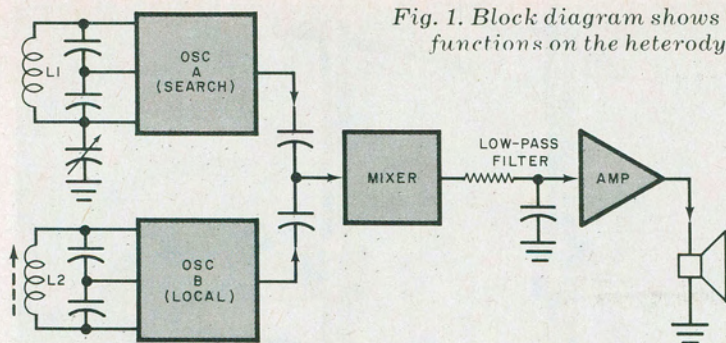 Fig. 1. Block diagram shows
functions on the heterody
L1
OSC
A
(SEARCH)
MIXER
LOW-PASS
FILTER
AMP
L2
OSC
B
(LOCAL)